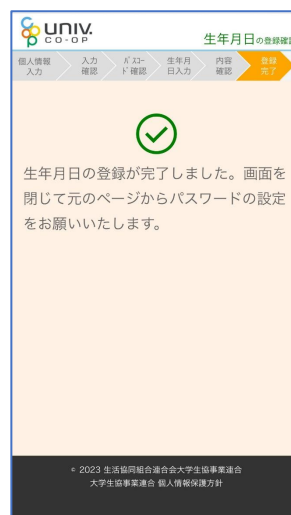 UNIV.
CO-OP
生年月日の登録確認
個人情報 入力 パスコー 生年月 内容 登録
入力 確認 ド確認 日入力 確認 完了
生年月日の登録が完了しました。画面を
閉じて元のページからパスワードの設定
をお願いいたします。
© 2023 生活協同組合連合会大学生協事業連合
大学生協事業連合 個人情報保護方針